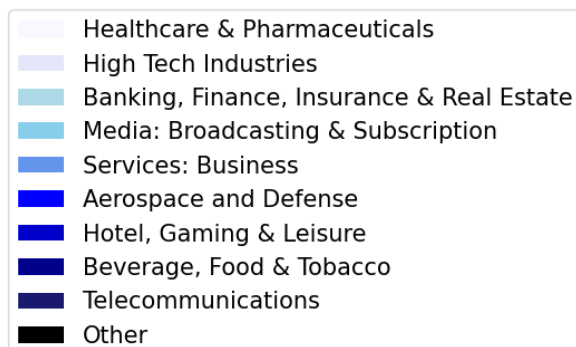 Healthcare & Pharmaceuticals
High Tech Industries
Banking, Finance, Insurance & Real Estate
Media: Broadcasting & Subscription
Services: Business
Aerospace and Defense
Hotel, Gaming & Leisure
Beverage, Food & Tobacco
Telecommunications
Other